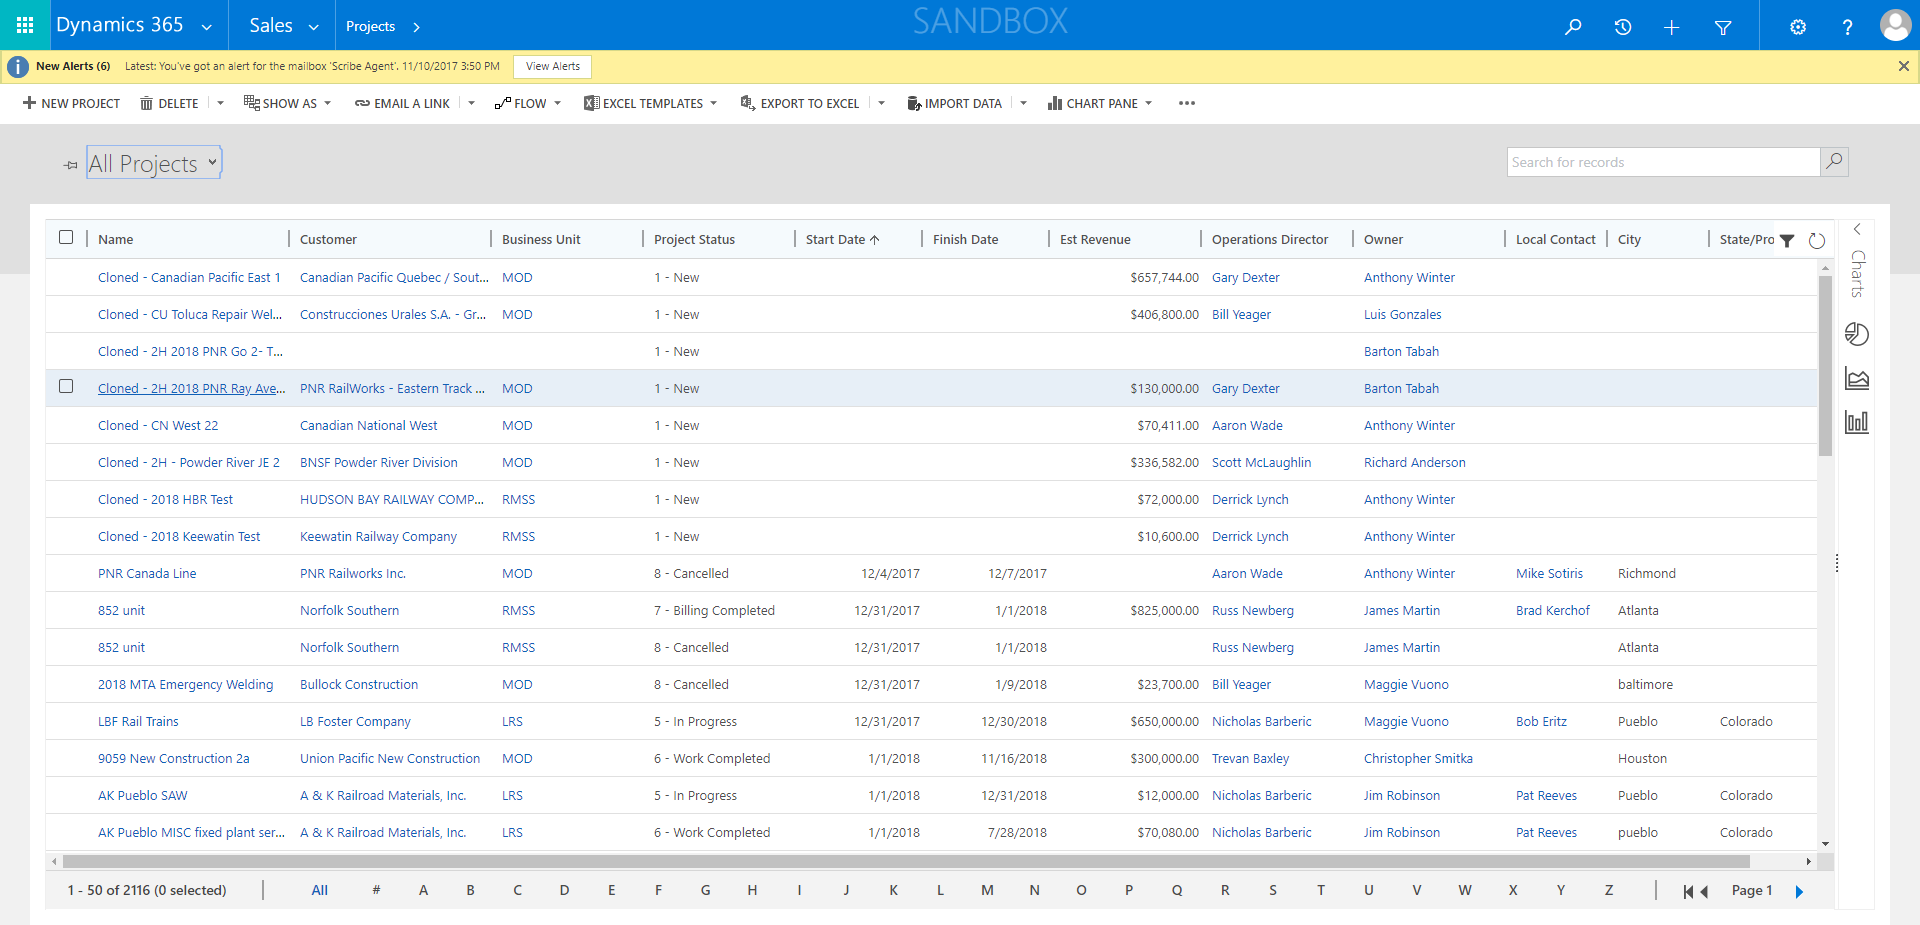 Dynamics 365 Sales Projects SANDBOX
New Alerts (6) Latest: You've got an alert for the mailbox 'Scribe Agent'. 11/10/2017 3:50 PM View Alerts
NEW PROJECT DELETE SHOW AS EMAIL A LINK FLOW EXCEL TEMPLATES EXPORT TO EXCEL IMPORT DATA CHART PANE
All Projects Search for records
Name Customer Business Unit Project Status Start Date Finish Date Est Revenue Operations Director Owner Local Contact City State/Pro
Charts
Cloned - Canadian Pacific East 1 Canadian Pacific Quebec / Sout... MOD 1 - New $657,744.00 Gary Dexter Anthony Winter
Cloned - CU Toluca Repair Wel... Construcciones Urales S.A. - Gr... MOD 1 - New $406,800.00 Bill Yeager Luis Gonzales
Cloned - 2H 2018 PNR Go 2- T... 1 - New Barton Tabah
Cloned - 2H 2018 PNR Ray Ave... PNR RailWorks - Eastern Track ... MOD 1 - New $130,000.00 Gary Dexter Barton Tabah
Cloned - CN West 22 Canadian National West MOD 1 - New $70,411.00 Aaron Wade Anthony Winter
Cloned - 2H - Powder River JE 2 BNSF Powder River Division MOD 1 - New $336,582.00 Scott McLaughlin Richard Anderson
Cloned - 2018 HBR Test HUDSON BAY RAILWAY COMP... RMSS 1 - New $72,000.00 Derrick Lynch Anthony Winter
Cloned - 2018 Keewatin Test Keewatin Railway Company RMSS 1 - New $10,600.00 Derrick Lynch Anthony Winter
PNR Canada Line PNR Railworks Inc. MOD 8 - Cancelled 12/4/2017 12/7/2017 Aaron Wade Anthony Winter Mike Sotiris Richmond
852 unit Norfolk Southern RMSS 7 - Billing Completed 12/31/2017 1/1/2018 $825,000.00 Russ Newberg James Martin Brad Kerchof Atlanta
852 unit Norfolk Southern RMSS 8 - Cancelled 12/31/2017 1/1/2018 Russ Newberg James Martin Atlanta
2018 MTA Emergency Welding Bullock Construction MOD 8 - Cancelled 12/31/2017 1/9/2018 $23,700.00 Bill Yeager Maggie Vuono baltimore
LBF Rail Trains LB Foster Company LRS 5 - In Progress 12/31/2017 12/30/2018 $650,000.00 Nicholas Barberic Maggie Vuono Bob Eritz Pueblo Colorado
9059 New Construction 2a Union Pacific New Construction MOD 6 - Work Completed 1/1/2018 11/16/2018 $300,000.00 Trevan Baxley Christopher Smitka Houston
AK Pueblo SAW A & K Railroad Materials, Inc. LRS 5 - In Progress 1/1/2018 12/31/2018 $12,000.00 Nicholas Barberic Jim Robinson Pat Reeves Pueblo Colorado
AK Pueblo MISC fixed plant ser... A & K Railroad Materials, Inc. LRS 6 - Work Completed 1/1/2018 7/28/2018 $70,080.00 Nicholas Barberic Jim Robinson Pat Reeves pueblo Colorado
1 - 50 of 2116 (0 selected) All # A B C D E F G H I J K L M N O P Q R S T U V W X Y Z Page 1